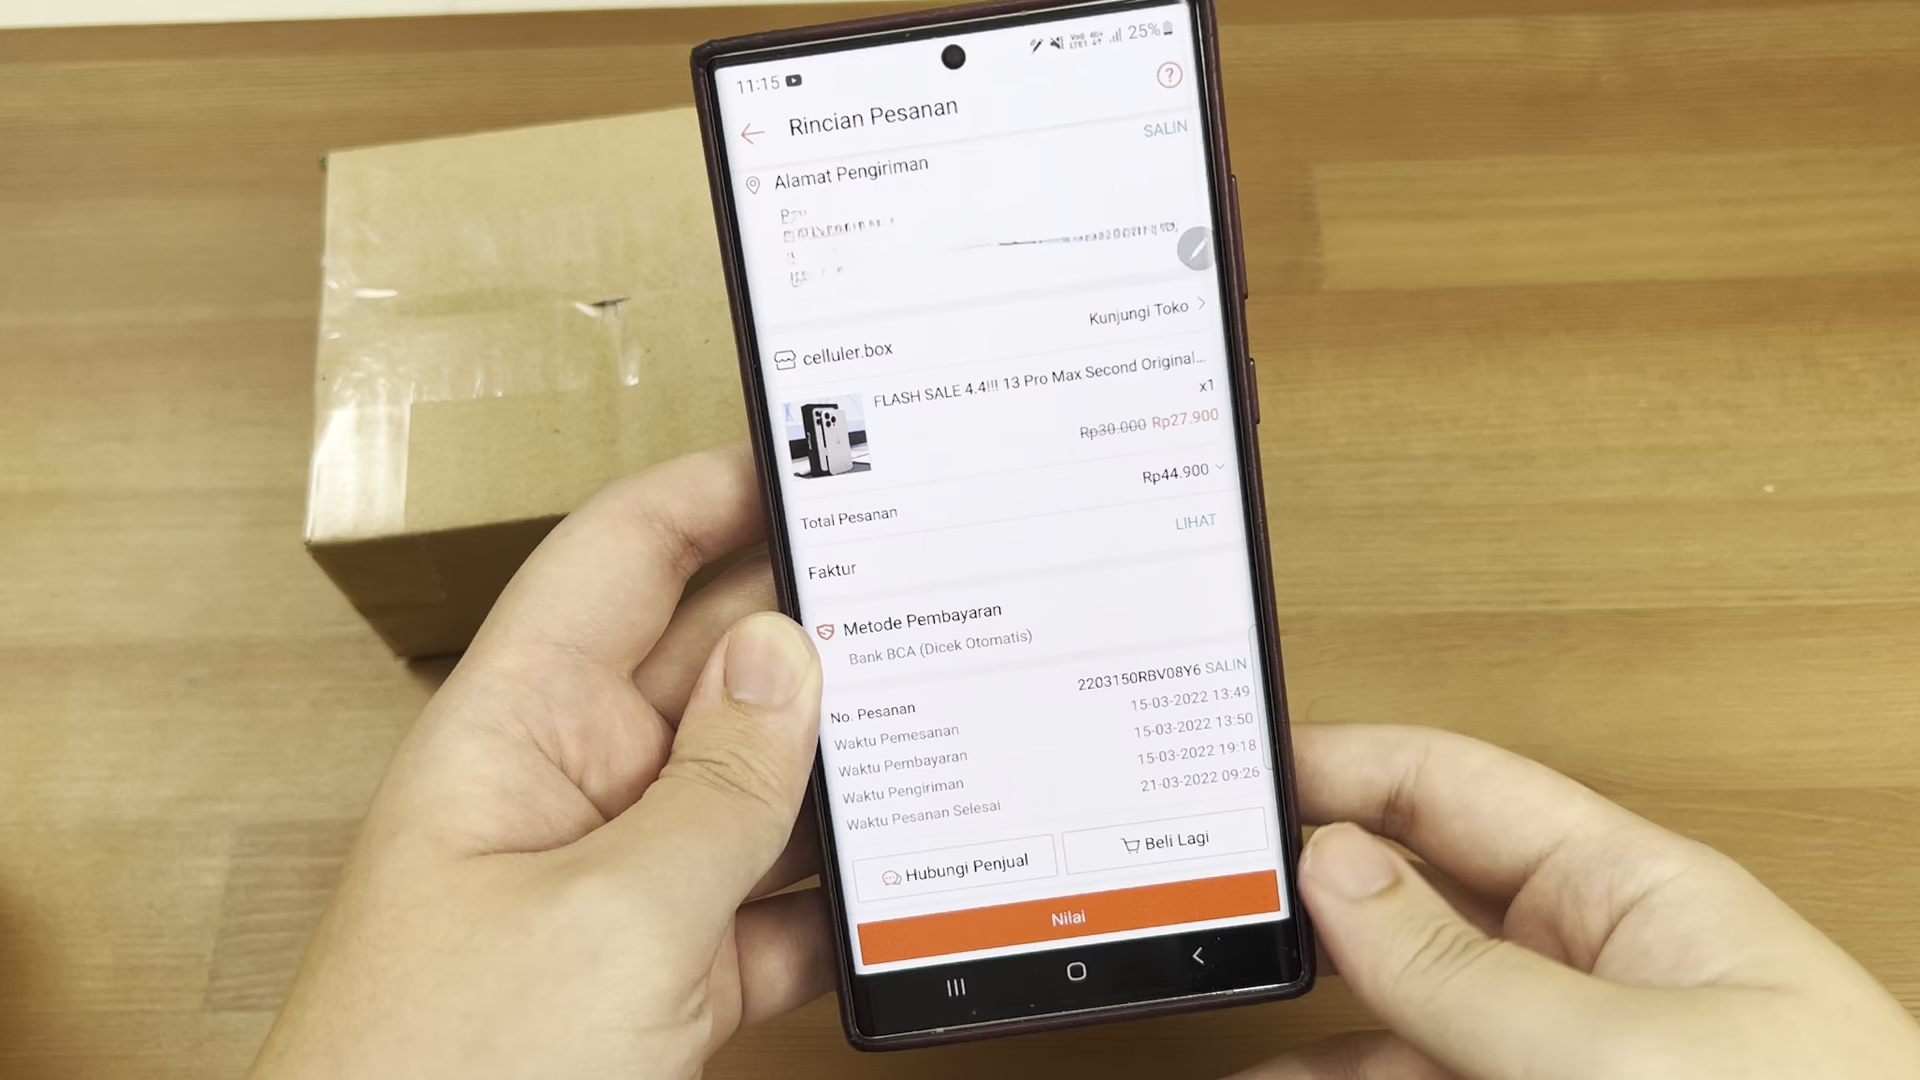 11:15
25%
Rincian Pesanan
?
Alamat Pengiriman
SALIN
celluler.box
Kunjungi Toko
FLASH SALE 4.4!!! 13 Pro Max Second Original...
x1
Rp30.000 Rp27.900
Total Pesanan
Rp44.900
Faktur
LIHAT
Metode Pembayaran
Bank BCA (Dicek Otomatis)
No. Pesanan
2203150RBV08Y6 SALIN
Waktu Pemesanan
15-03-2022 13:49
Waktu Pembayaran
15-03-2022 13:50
Waktu Pengiriman
15-03-2022 19:18
Waktu Pesanan Selesai
21-03-2022 09:26
Hubungi Penjual
Beli Lagi
Nilai